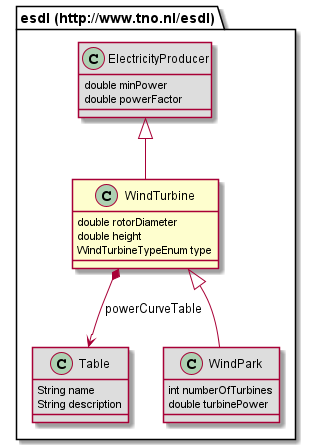 esdl (http://www.tno.nl/esdl)
C ElectricityProducer
double minPower
double powerFactor
C WindTurbine
double rotorDiameter
double height
WindTurbineTypeEnum type
powerCurveTable
C Table
String name
String description
C WindPark
int numberOfTurbines
double turbinePower